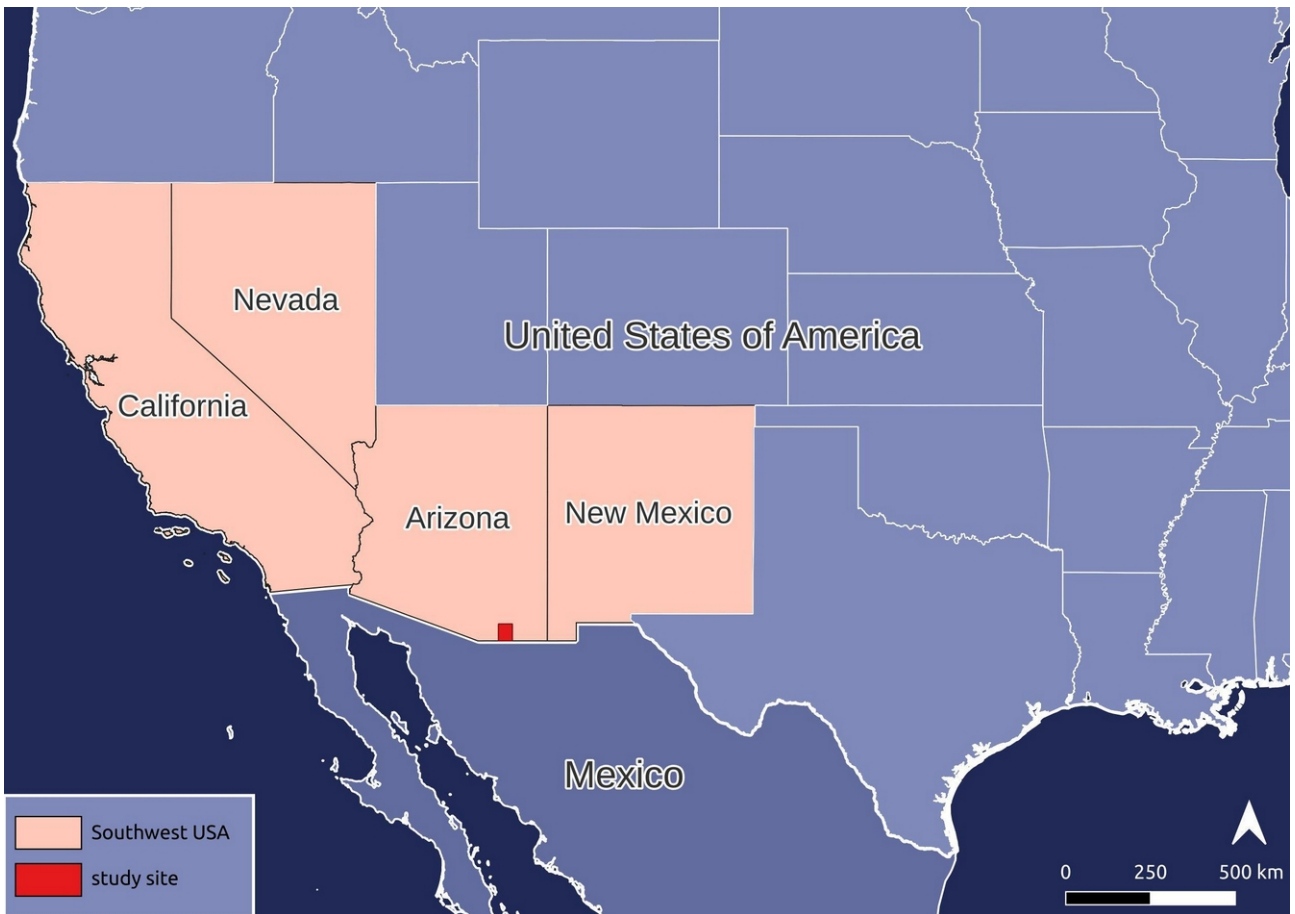 Nevada
United States of America
California
Arizona
New Mexico
Mexico
Southwest USA
study site
0 250 500 km